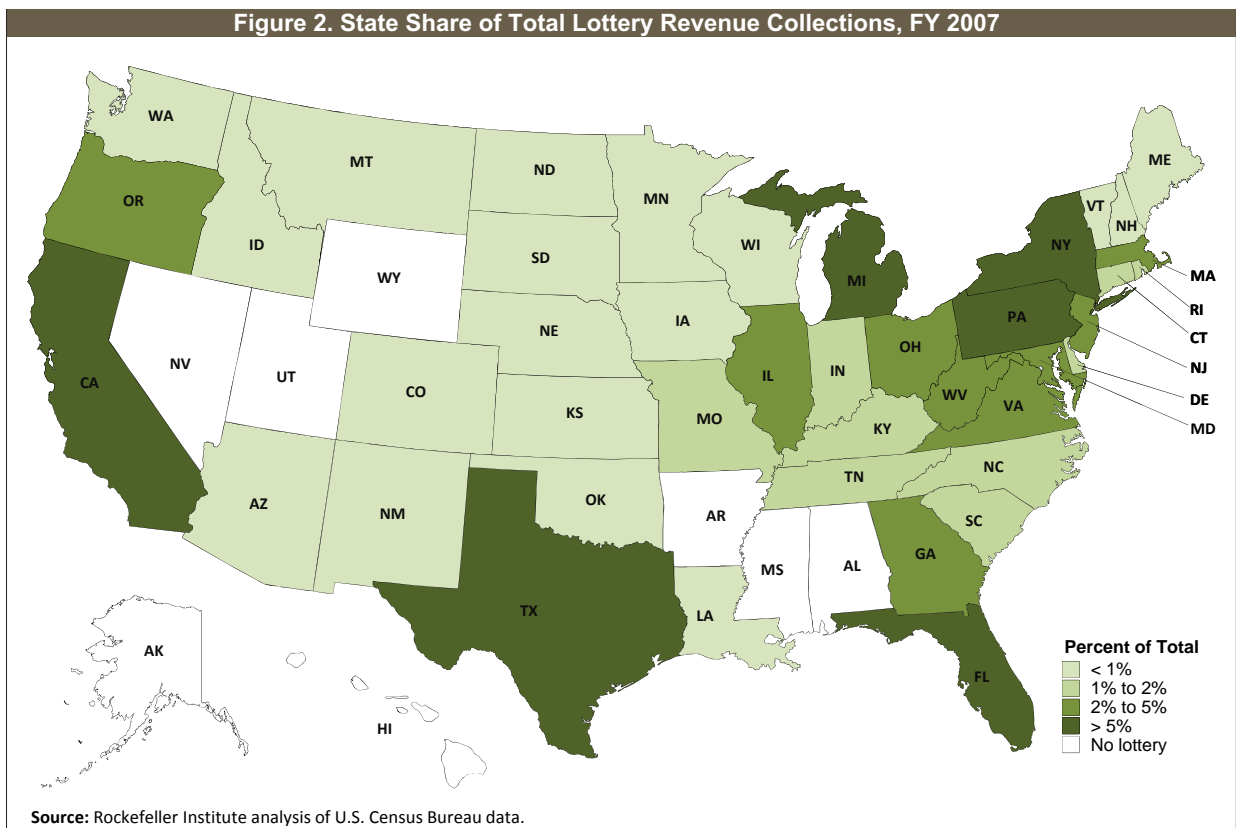 Figure 2. State Share of Total Lottery Revenue Collections, FY 2007
WA
OR
CA
NV
ID
MT
WY
UT
AZ
CO
NM
ND
SD
NE
KS
OK
TX
MN
IA
MO
AR
LA
WI
IL
MI
IN
OH
KY
TN
MS
AL
GA
FL
SC
NC
VA
WV
PA
NY
VT
NH
ME
MA
RI
CT
NJ
DE
MD
AK
HI
Percent of Total
< 1%
1% to 2%
2% to 5%
> 5%
No lottery
Source: Rockefeller Institute analysis of U.S. Census Bureau data.